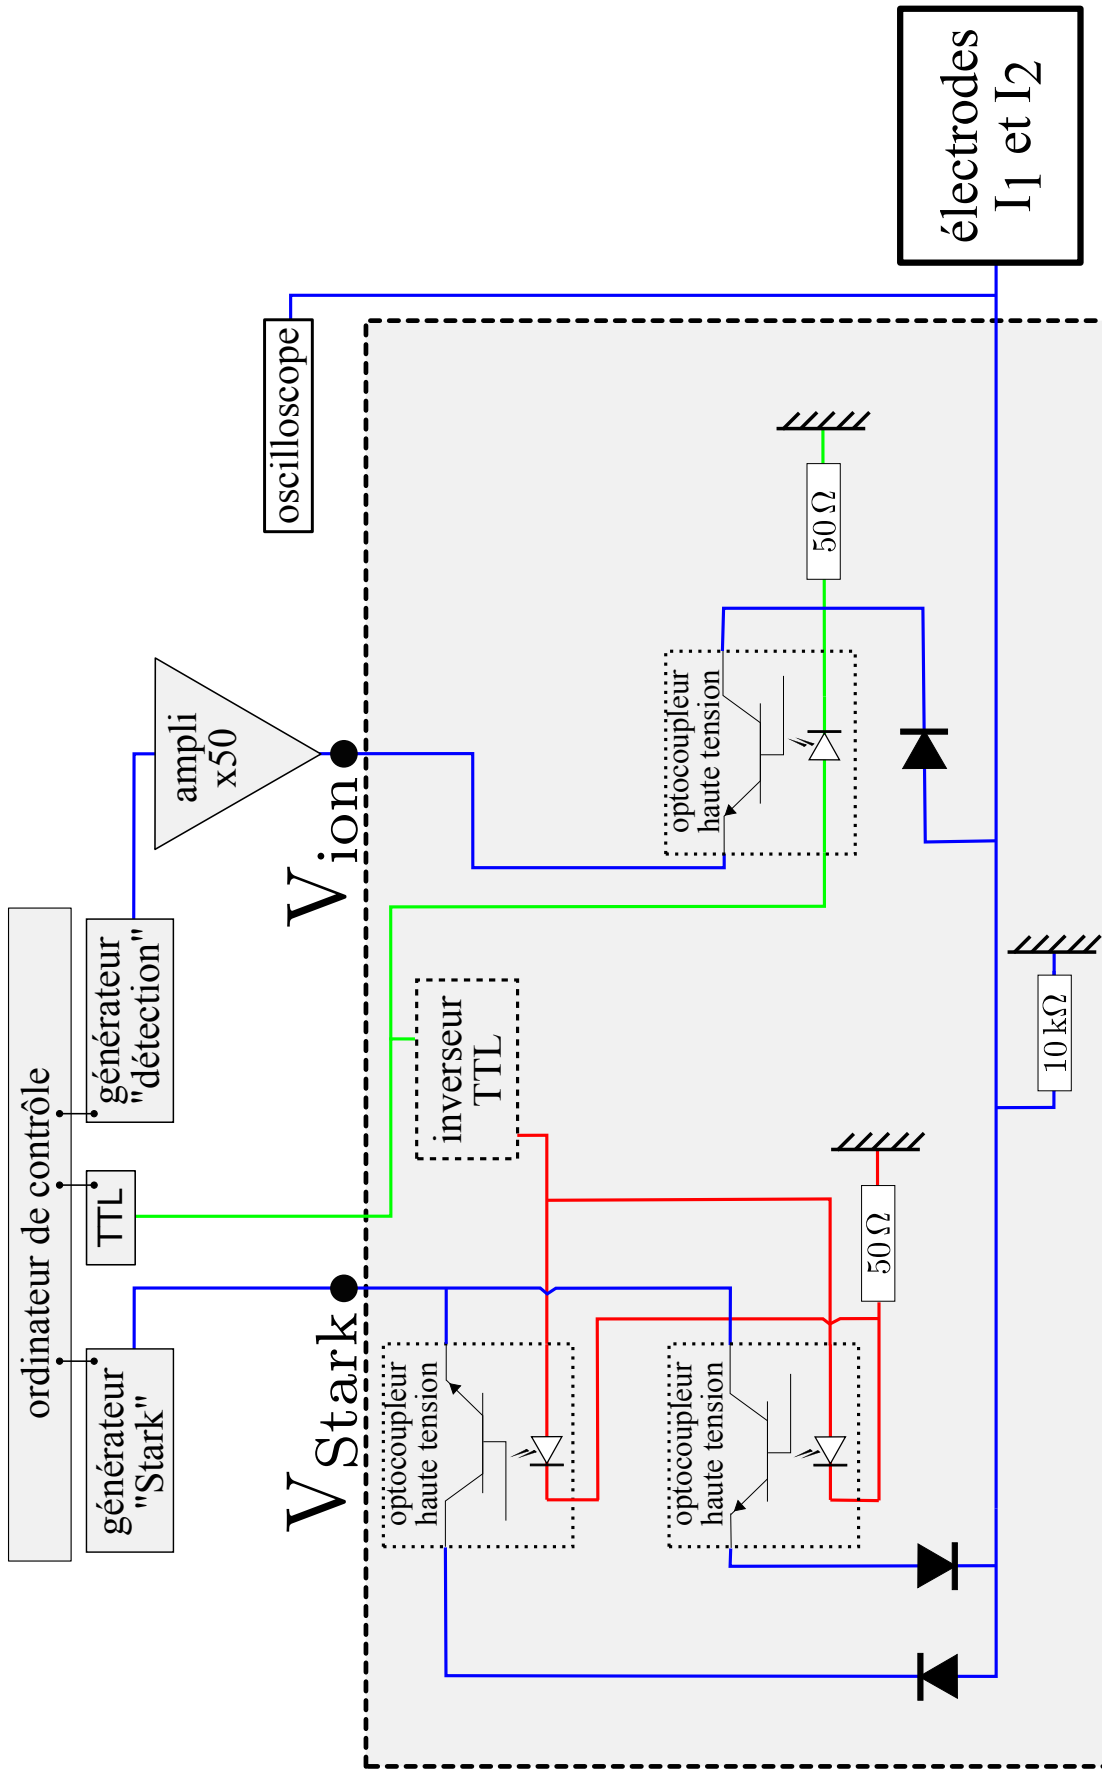 ordinateur de contrôle
générateur
"Stark"
TTL
générateur
"détection"
ampli
x50
oscilloscope
V Stark
V ion
inverseur
TTL
optocoupleur
haute tension
optocoupleur
haute tension
optocoupleur
haute tension
50 Ω
50 Ω
10 kΩ
électrodes
I1 et I2